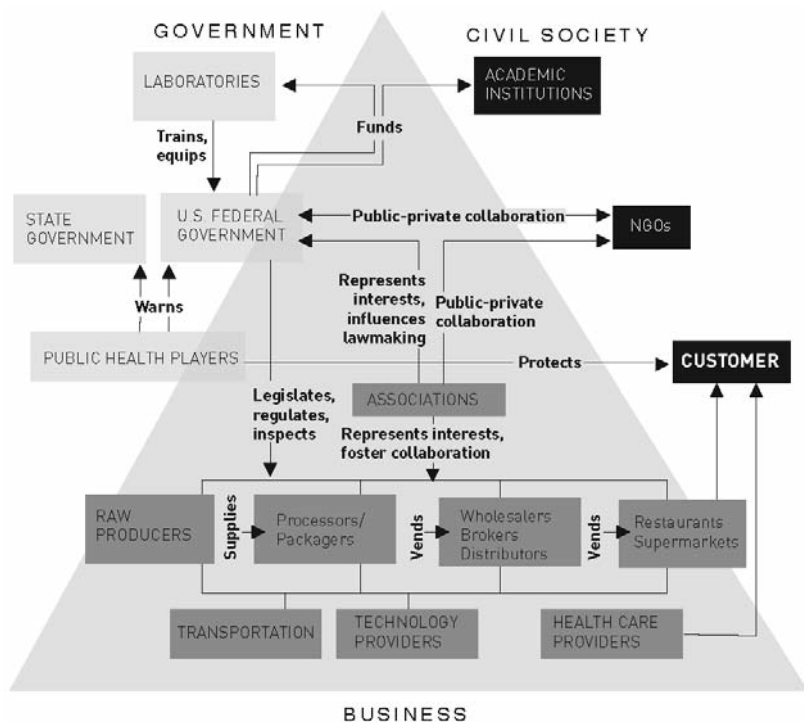 GOVERNMENT
CIVIL SOCIETY
LABORATORIES
ACADEMIC
INSTITUTIONS
Funds
Trains,
equips
STATE
GOVERNMENT
U.S. FEDERAL
GOVERNMENT
Public-private collaboration
NGOs
Warns
Represents
interests,
influences
lawmaking
Public-private
collaboration
PUBLIC HEALTH PLAYERS
Protects
CUSTOMER
Legislates,
regulates,
inspects
ASSOCIATIONS
Represents interests,
foster collaboration
RAW
PRODUCERS
Supplies
Processors/
Packagers
Vends
Wholesalers
Brokers
Distributors
Vends
Restaurants
Supermarkets
TRANSPORTATION
TECHNOLOGY
PROVIDERS
HEALTH CARE
PROVIDERS
BUSINESS